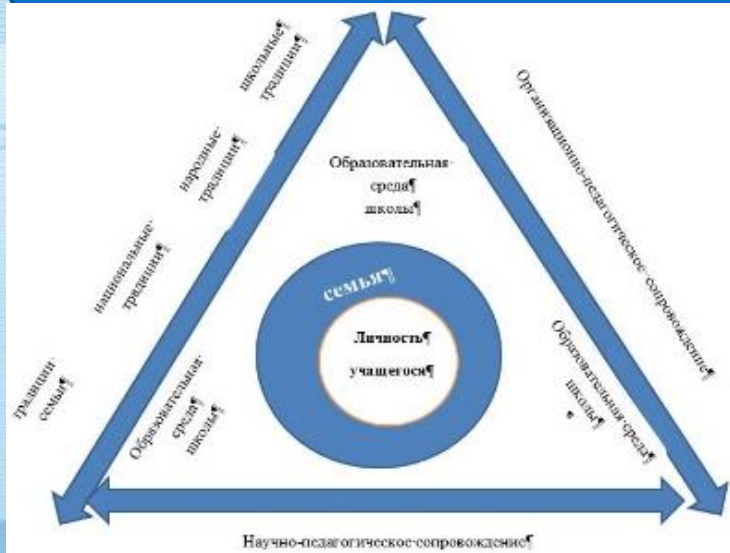 школьные
традиции¶
народные·
традиции¶
национальные·
традиции¶
традиции·
семьи¶
Организационно-педагогическое·сопровождение¶
Образовательная·
среда¶
школы¶
семья¶
Личность¶
учащегося¶
Образовательная·
среда¶
школы¶
Образовательная·среда¶
школы¶
¶
Научно-педагогическое·сопровождение¶